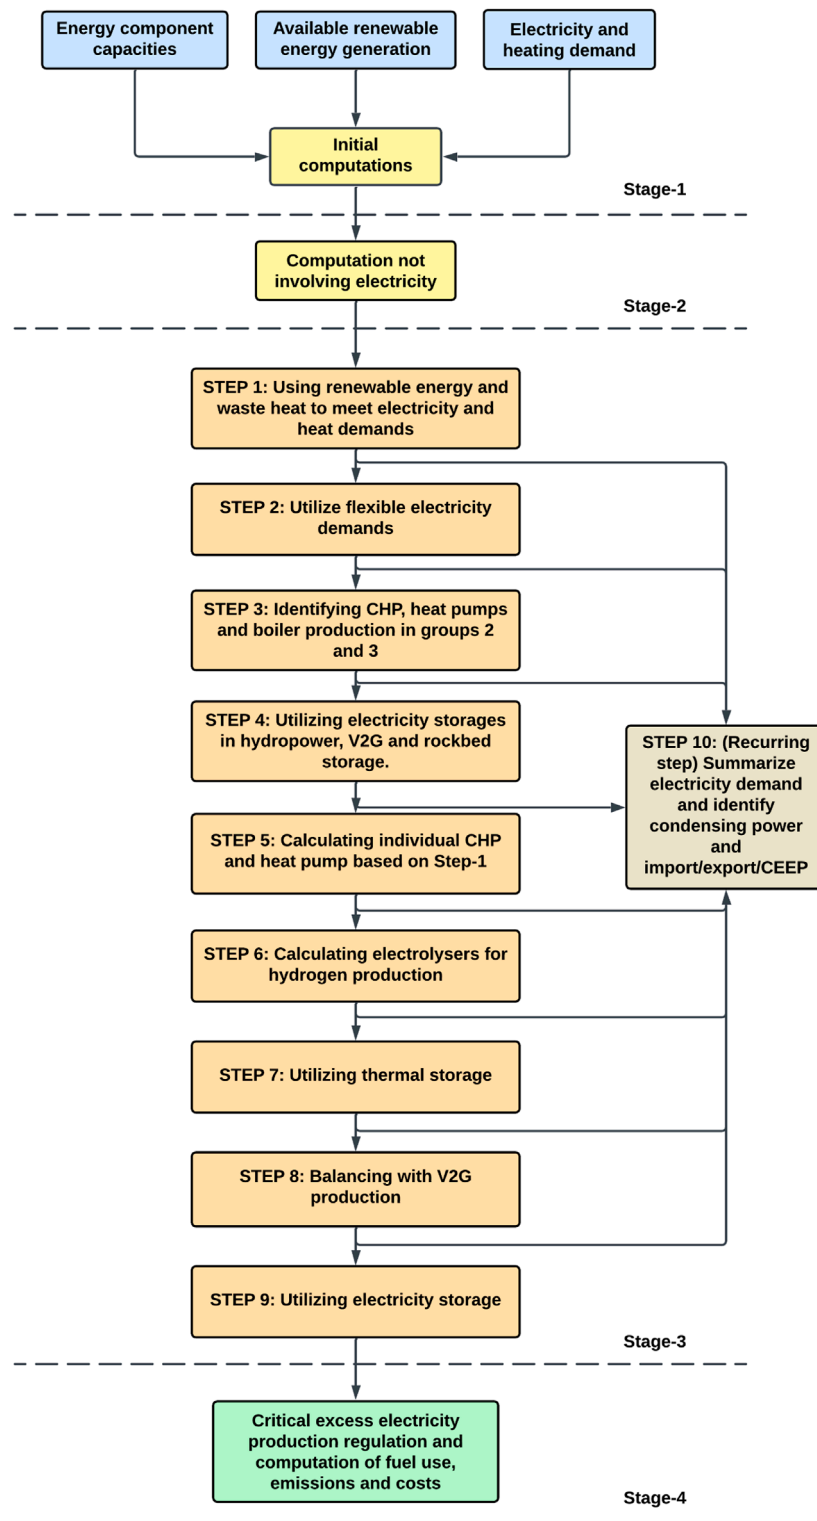 Energy component
capacities
Available renewable
energy generation
Electricity and
heating demand
Initial
computations
Stage-1
Computation not
involving electricity
Stage-2
STEP 1: Using renewable energy and
waste heat to meet electricity and
heat demands
STEP 2: Utilize flexible electricity
demands
STEP 3: Identifying CHP, heat pumps
and boiler production in groups 2
and 3
STEP 4: Utilizing electricity storages
in hydropower, V2G and rockbed
storage.
STEP 10: (Recurring
step) Summarize
electricity demand
and identify
condensing power
and
import/export/CEEP
STEP 5: Calculating individual CHP
and heat pump based on Step-1
STEP 6: Calculating electrolysers for
hydrogen production
STEP 7: Utilizing thermal storage
STEP 8: Balancing with V2G
production
STEP 9: Utilizing electricity storage
Stage-3
Critical excess electricity
production regulation and
computation of fuel use,
emissions and costs
Stage-4